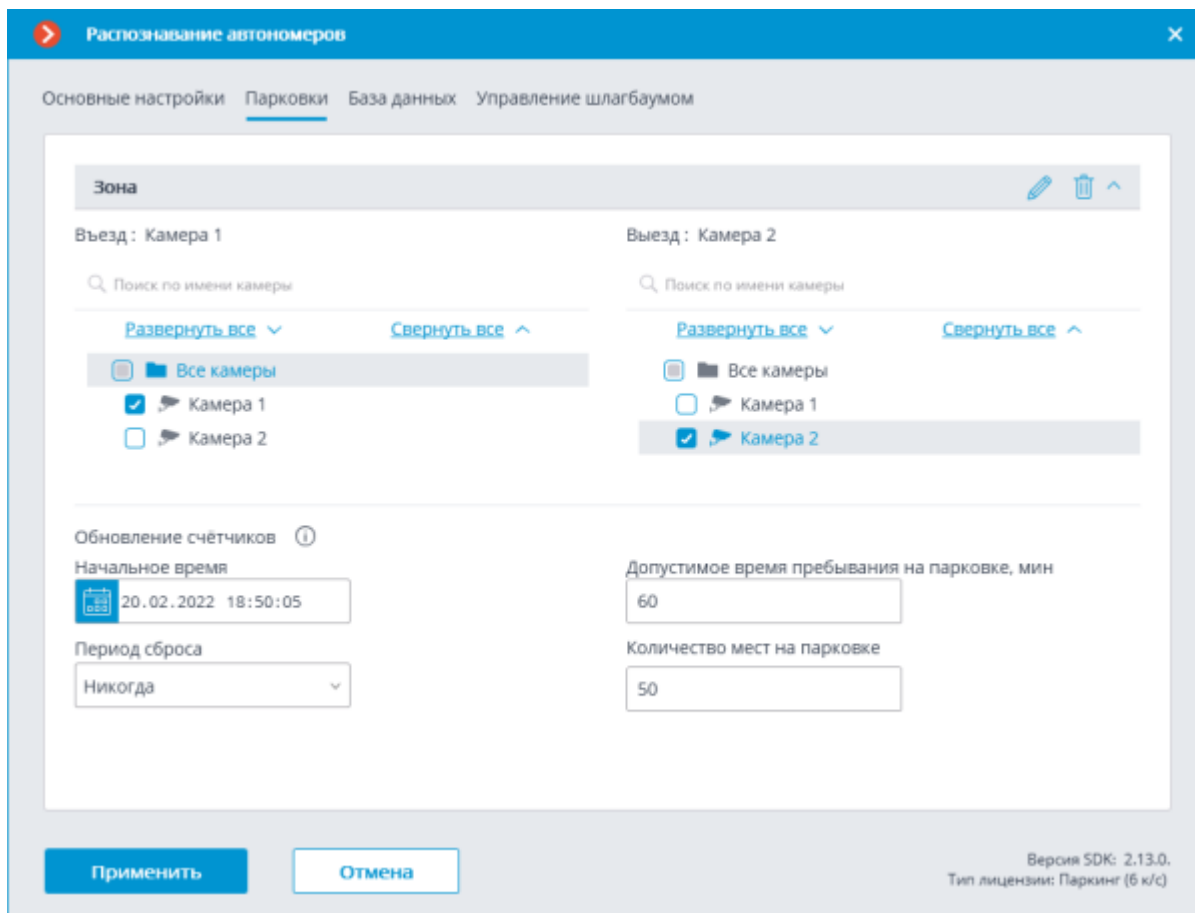 Распознавание автономеров
Основные настройки Парковки База данных Управление шлагбаумом
Зона
Въезд : Камера 1
Выезд : Камера 2
Поиск по имени камеры
Поиск по имени камеры
Развернуть все Свернуть все
Развернуть все Свернуть все
Все камеры
Все камеры
Камера 1
Камера 1
Камера 2
Камера 2
Обновление счётчиков
Начальное время
Допустимое время пребывания на парковке, мин
20.02.2022 18:50:05
60
Период сброса
Количество мест на парковке
Никогда
50
Применить
Отмена
Версия SDK: 2.13.0.
Тип лицензии: Паркинг (6 к/с)